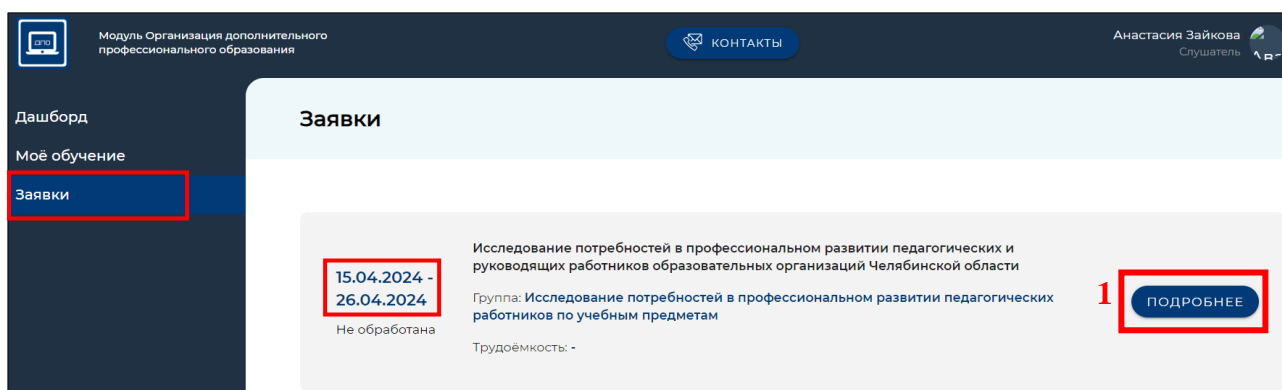 дпо
Модуль Организация дополнительного
профессионального образования
КОНТАКТЫ
Анастасия Зайкова
Слушатель
Дашборд
Моё обучение
Заявки
Заявки
15.04.2024 -
26.04.2024
Не обработана
Исследование потребностей в профессиональном развитии педагогических и
руководящих работников образовательных организаций Челябинской области
Группа: Исследование потребностей в профессиональном развитии педагогических
работников по учебным предметам
Трудоёмкость: -
1
ПОДРОБНЕЕ